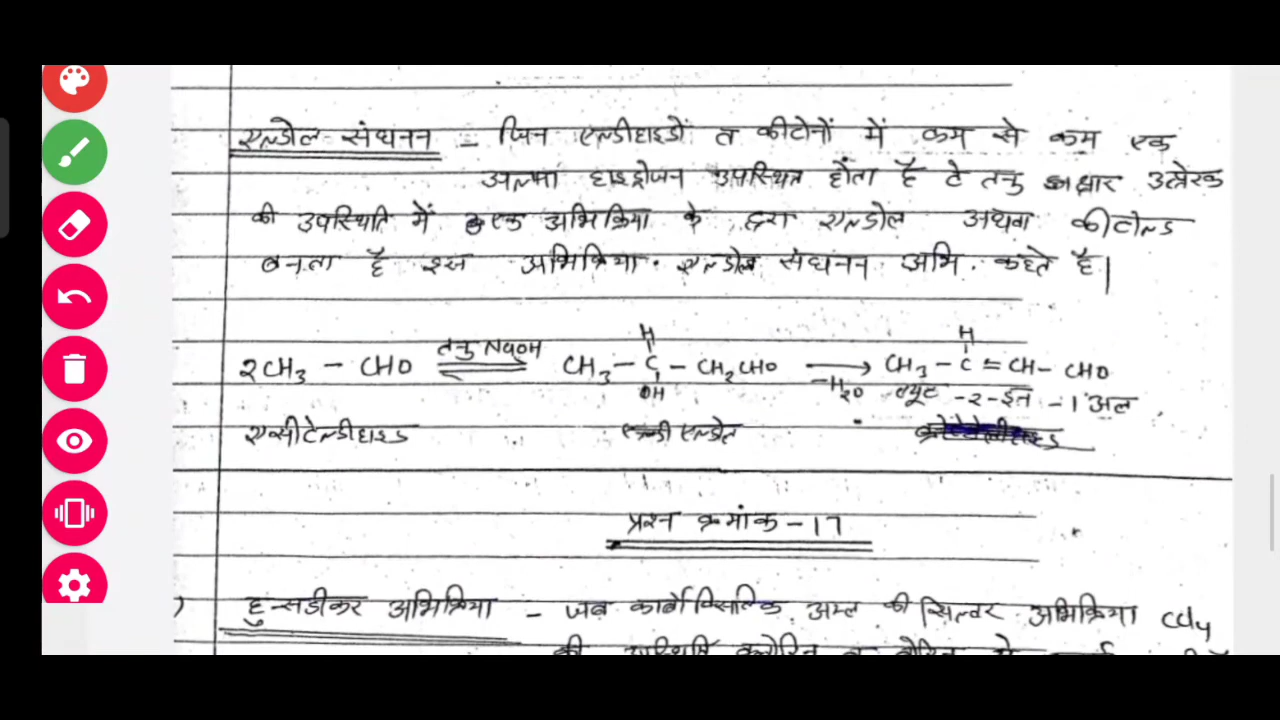 एल्डोल संघनन - जिन एल्डीहाइडों व कीटोनों में कम से कम एक
अल्फा हाइड्रोजन उपस्थित होता है वे तनु क्षार उत्प्रेरक
की उपस्थिति में एक अभिक्रिया के द्वारा एल्डोल अथवा कीटोल्ड
बनता है इस अभिक्रिया. एल्डोल संघनन अभि. कहते है।
2CH₃ - CHO ⇌ तनु NaOH CH₃ - C(H)(OH) - CH₂CHO ⟶ -H₂O CH₃ - C(H) = CH - CHO
ब्यूट -2-ईन -1 अल
एसीटेल्डीहाइड एल्डोल
प्रश्न क्रमांक - 17
) हुन्सडीकर अभिक्रिया - जब कार्बोक्सिलिक अम्ल की सिल्वर अभिक्रिया CCl₄
की उपस्थिति